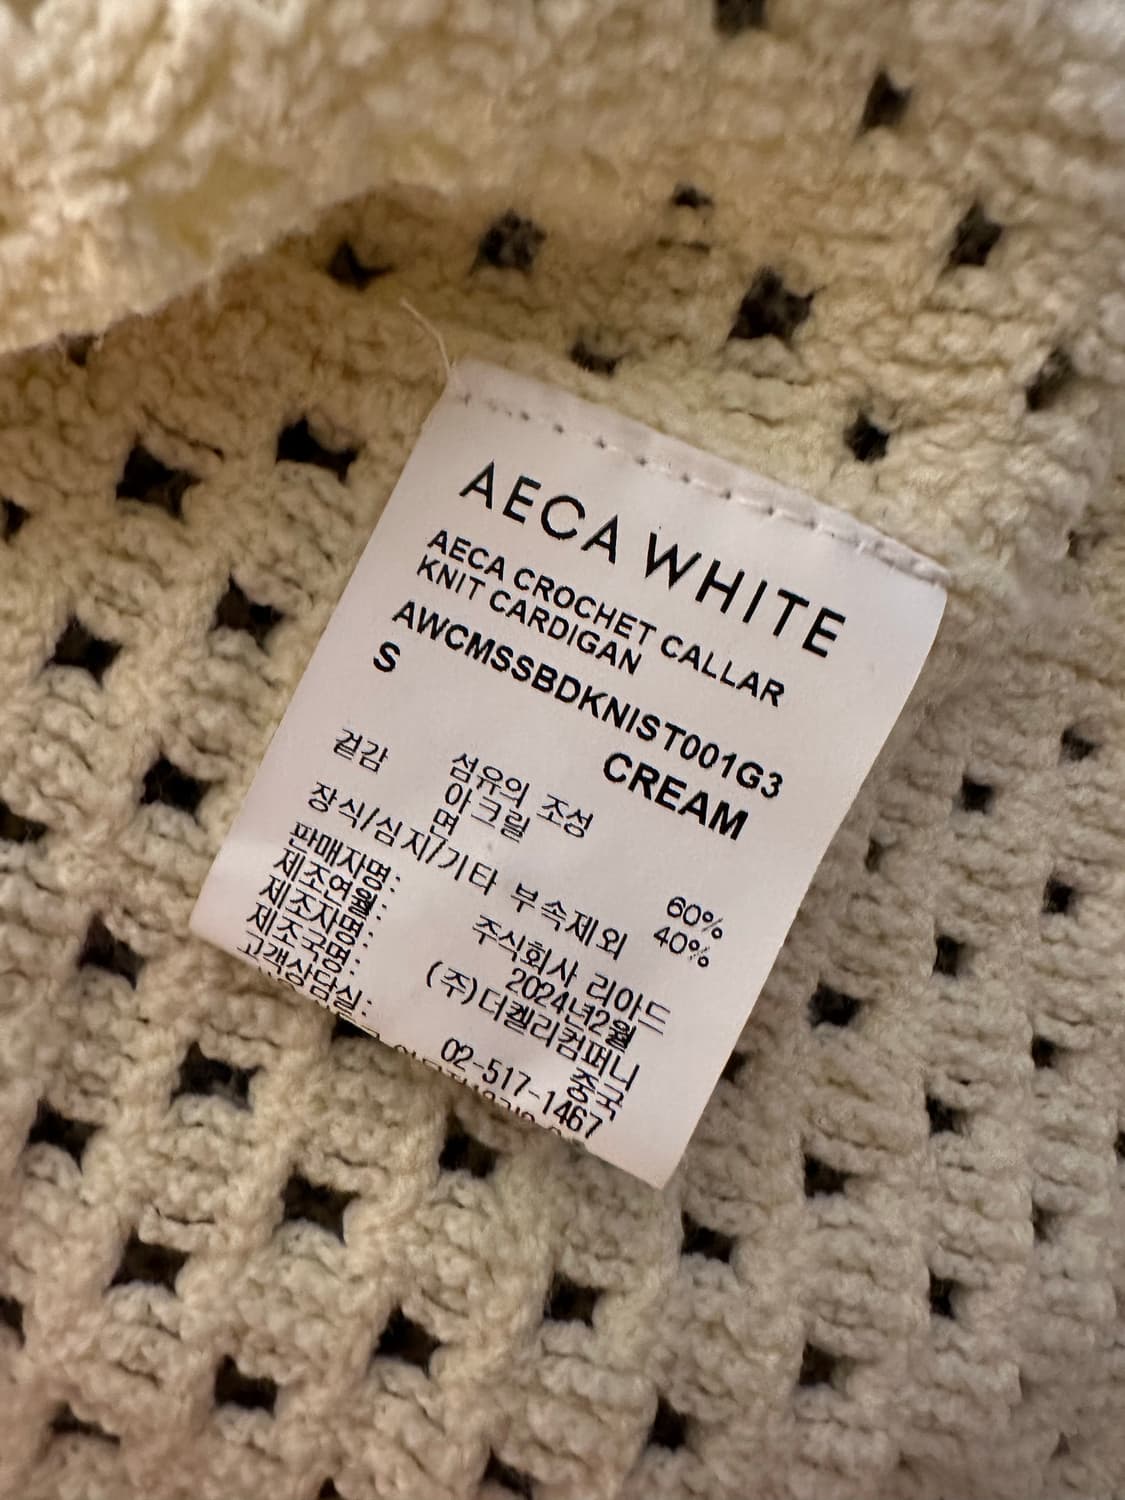 AECA WHITE
AECA CROCHET CALLAR
KNIT CARDIGAN
AWCMSSBDKNIST001G3
S CREAM
섬유의 조성
겉감 아크릴 60%
면 40%
장식/심지/기타 부속제외
판매자명: 주식회사 리아드
제조연월: 2024년2월
제조자명: (주)더켈리컴퍼니
제조국명: 중국
고객상담실: 02-517-1467